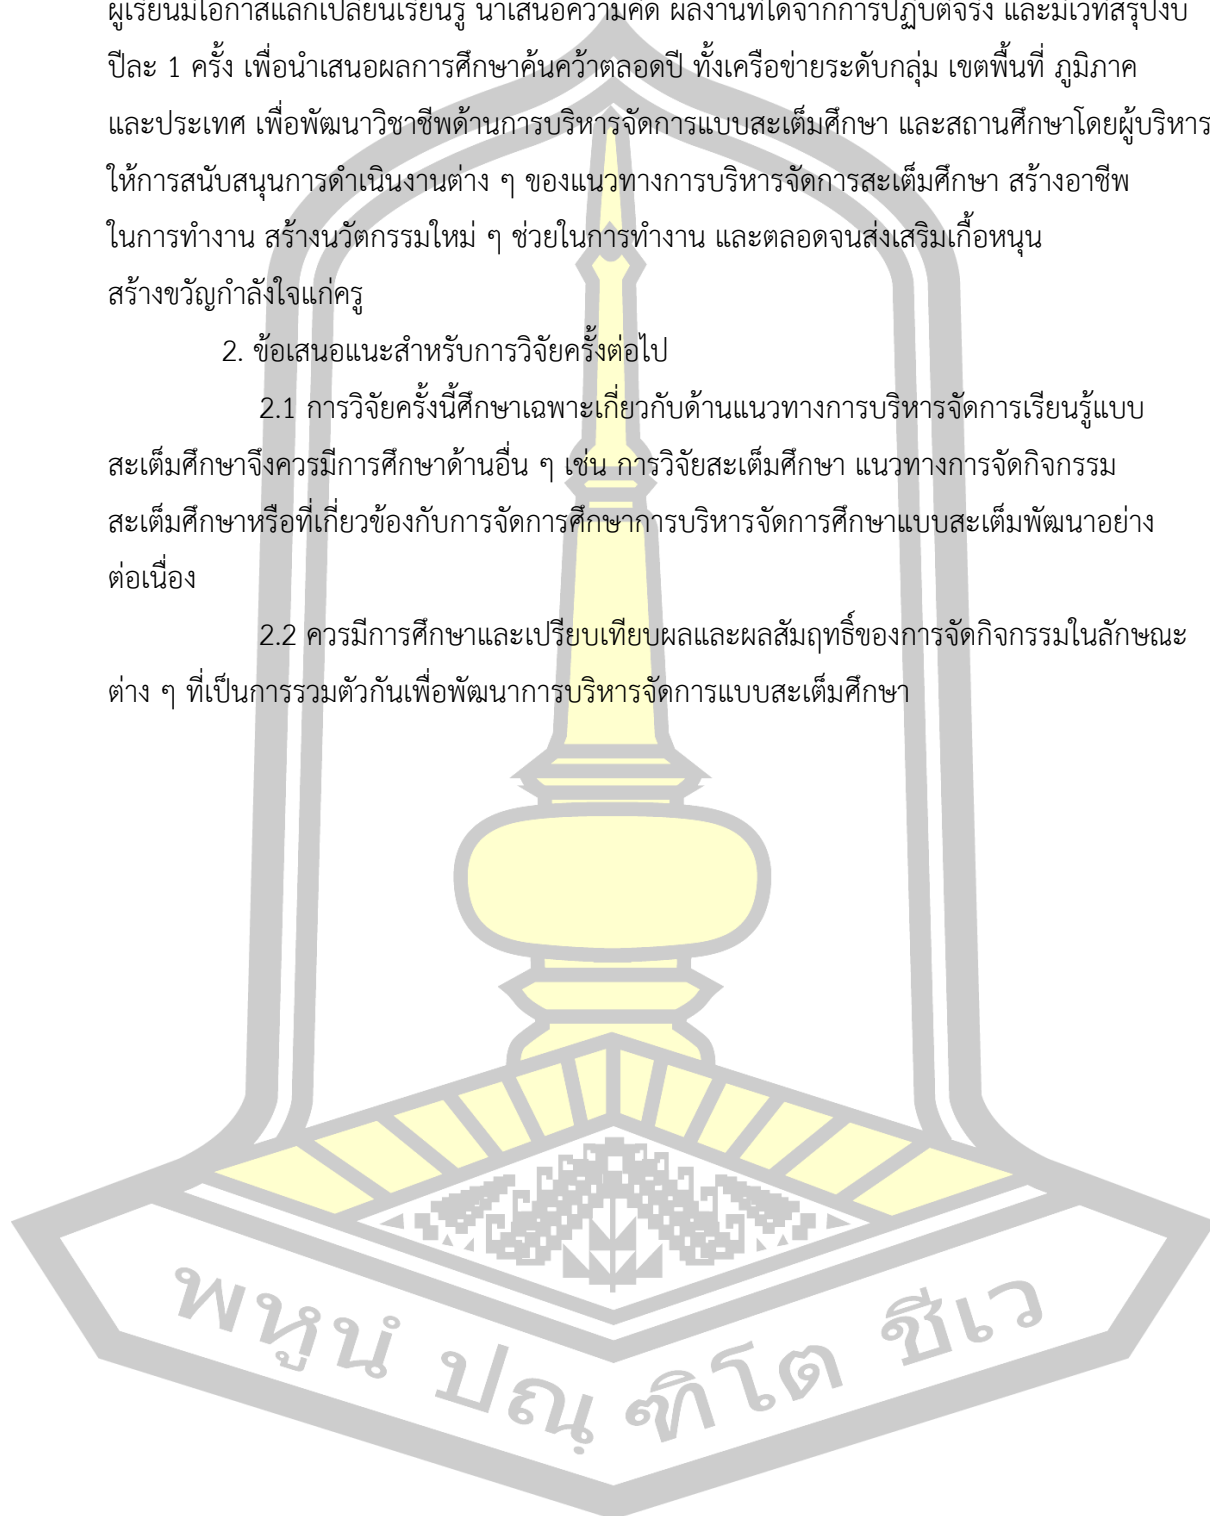 ผู้เรียนมีโอกาสแลกเปลี่ยนเรียนรู้ นำเสนอความคิด ผลงานที่ได้จากการปฏิบัติจริง และมีเวทีสรุปงบ
ปีละ 1 ครั้ง เพื่อนำเสนอผลการศึกษาค้นคว้าตลอดปี ทั้งเครือข่ายระดับกลุ่ม เขตพื้นที่ ภูมิภาค
และประเทศ เพื่อพัฒนาวิชาชีพด้านการบริหารจัดการแบบสะเต็มศึกษา และสถานศึกษาโดยผู้บริหาร
ให้การสนับสนุนการดำเนินงานต่าง ๆ ของแนวทางการบริหารจัดการสะเต็มศึกษา สร้างอาชีพ
ในการทำงาน สร้างนวัตกรรมใหม่ ๆ ช่วยในการทำงาน และตลอดจนส่งเสริมเกื้อหนุน
สร้างขวัญกำลังใจแก่ครู
2. ข้อเสนอแนะสำหรับการวิจัยครั้งต่อไป
2.1 การวิจัยครั้งนี้ศึกษาเฉพาะเกี่ยวกับด้านแนวทางการบริหารจัดการเรียนรู้แบบ
สะเต็มศึกษาจึงควรมีการศึกษาด้านอื่น ๆ เช่น การวิจัยสะเต็มศึกษา แนวทางการจัดกิจกรรม
สะเต็มศึกษาหรือที่เกี่ยวข้องกับการจัดการศึกษาการบริหารจัดการศึกษาแบบสะเต็มพัฒนาอย่าง
ต่อเนื่อง
2.2 ควรมีการศึกษาและเปรียบเทียบผลและผลสัมฤทธิ์ของการจัดกิจกรรมในลักษณะ
ต่าง ๆ ที่เป็นการรวมตัวกันเพื่อพัฒนาการบริหารจัดการแบบสะเต็มศึกษา
พหูนํ ปณฺฑิโต ชีเว